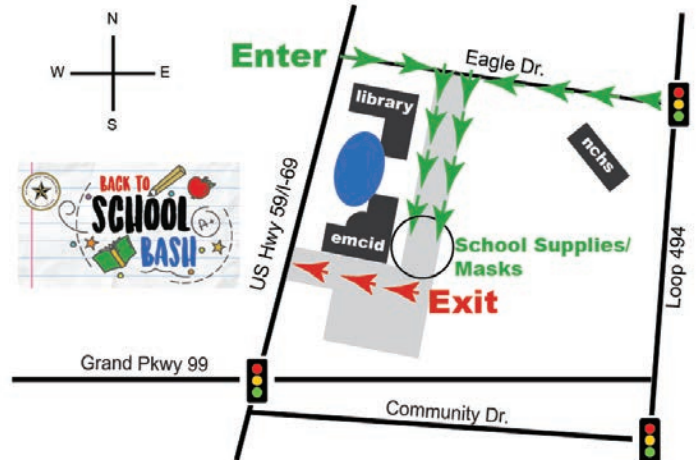 N
W E
S
Enter
Eagle Dr.
library
nchs
US Hwy 59/I-69
BACK TO
SCHOOL
A++
BASH
emcid
School Supplies/
Masks
Loop 494
Exit
Grand Pkwy 99
Community Dr.